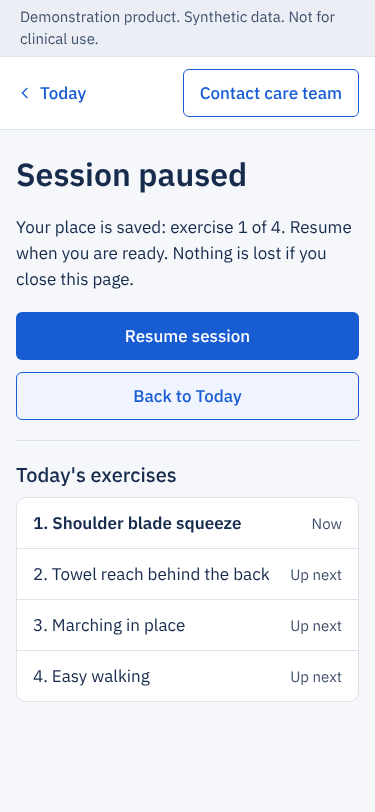 Demonstration product. Synthetic data. Not for
clinical use.
Today
Contact care team
Session paused
Your place is saved: exercise 1 of 4. Resume
when you are ready. Nothing is lost if you
close this page.
Resume session
Back to Today
Today's exercises
1. Shoulder blade squeeze Now
2. Towel reach behind the back Up next
3. Marching in place Up next
4. Easy walking Up next